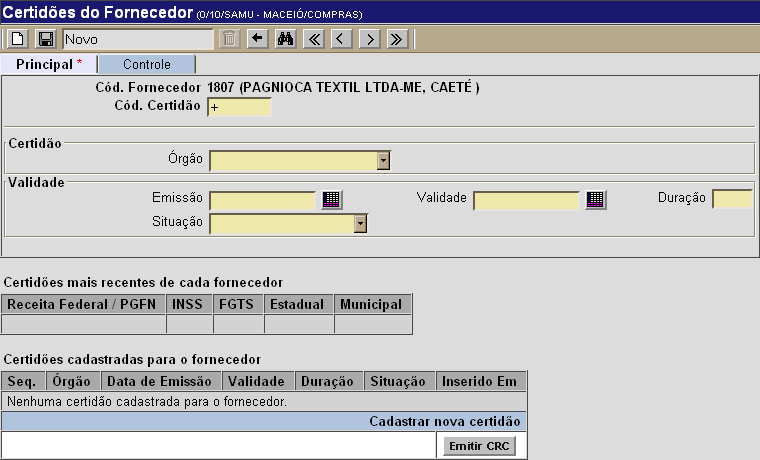 Certidões do Fornecedor (0/10/SAMU - MACEIÓ/COMPRAS)
Novo
Principal * Controle
Cód. Fornecedor 1807 (PAGNIOCA TEXTIL LTDA-ME, CAETÉ )
Cód. Certidão +
Certidão
Órgão
Validade
Emissão Validade Duração
Situação
Certidões mais recentes de cada fornecedor
Receita Federal / PGFN INSS FGTS Estadual Municipal
Certidões cadastradas para o fornecedor
Seq. Órgão Data de Emissão Validade Duração Situação Inserido Em
Nenhuma certidão cadastrada para o fornecedor.
Cadastrar nova certidão
Emitir CRC